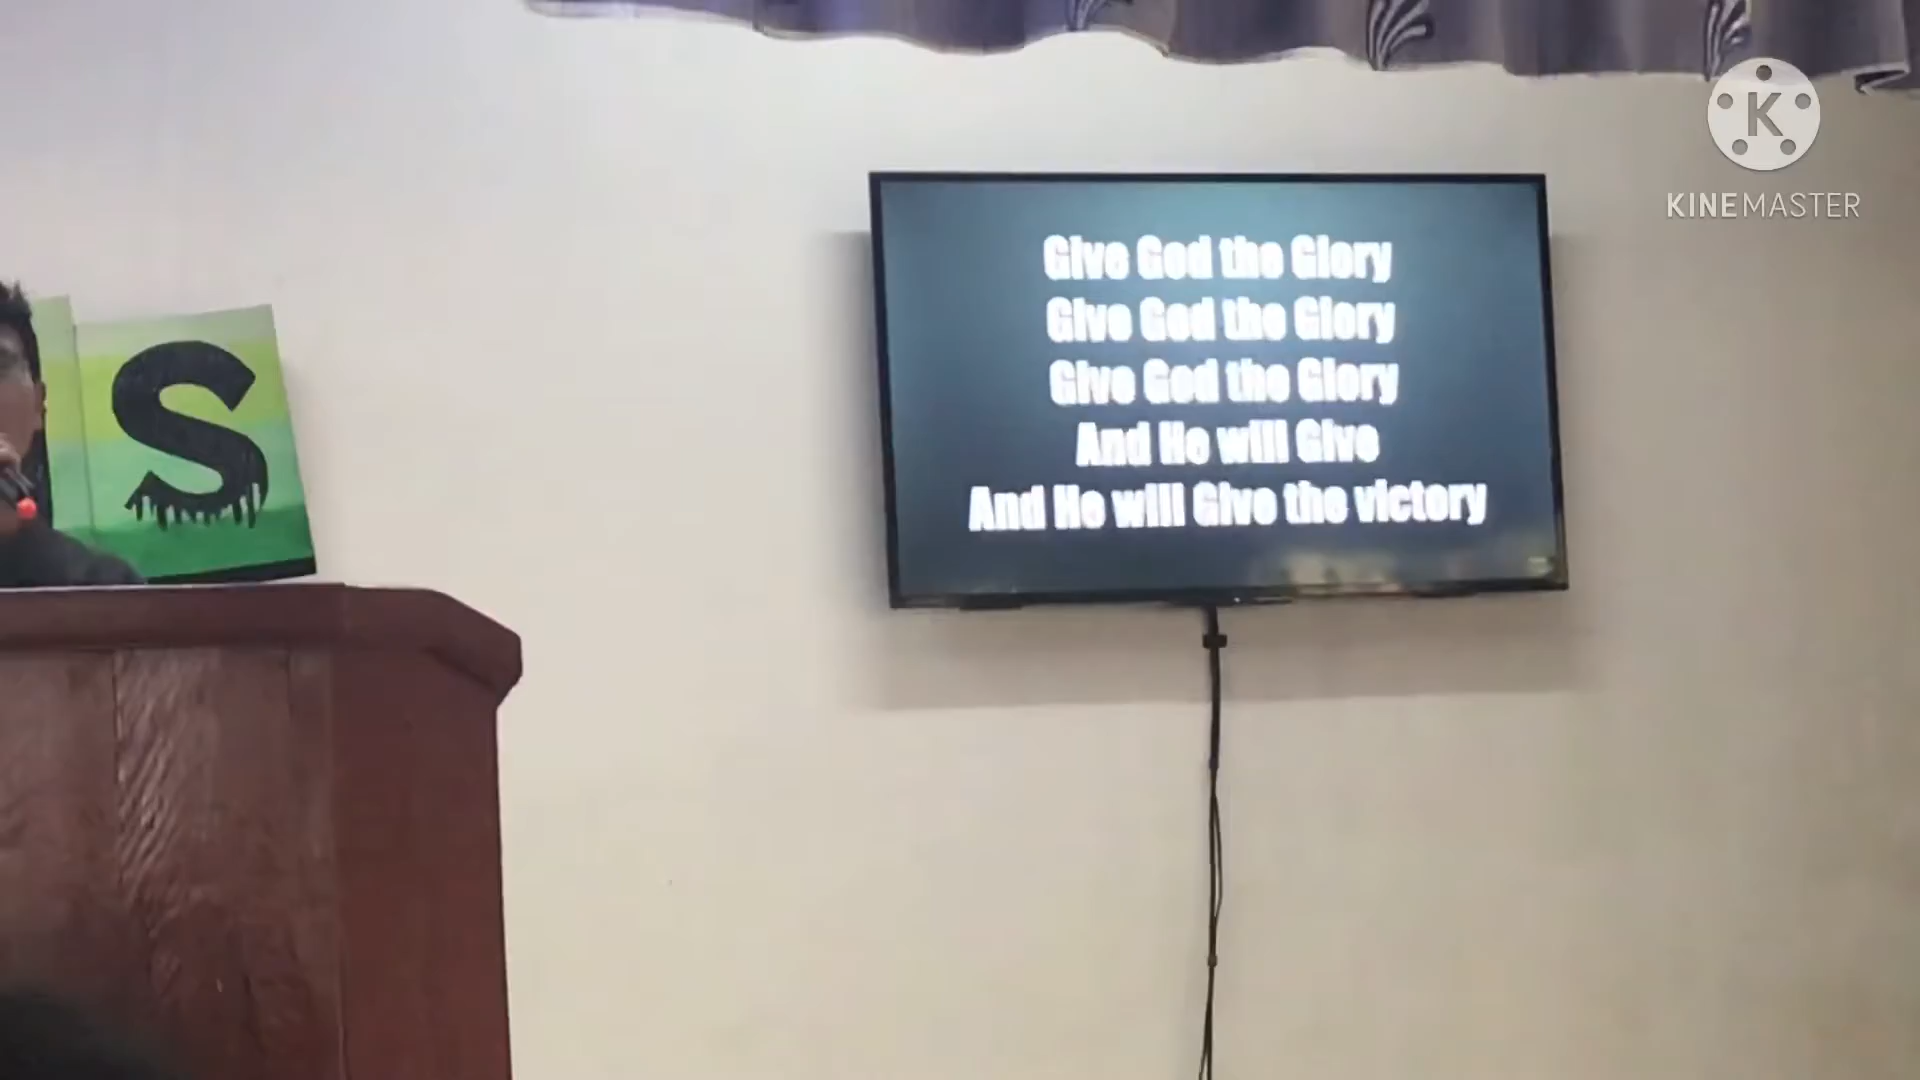 K
KINEMASTER
Give God the Glory
Give God the Glory
Give God the Glory
And He will Give
And He will Give the victory
S